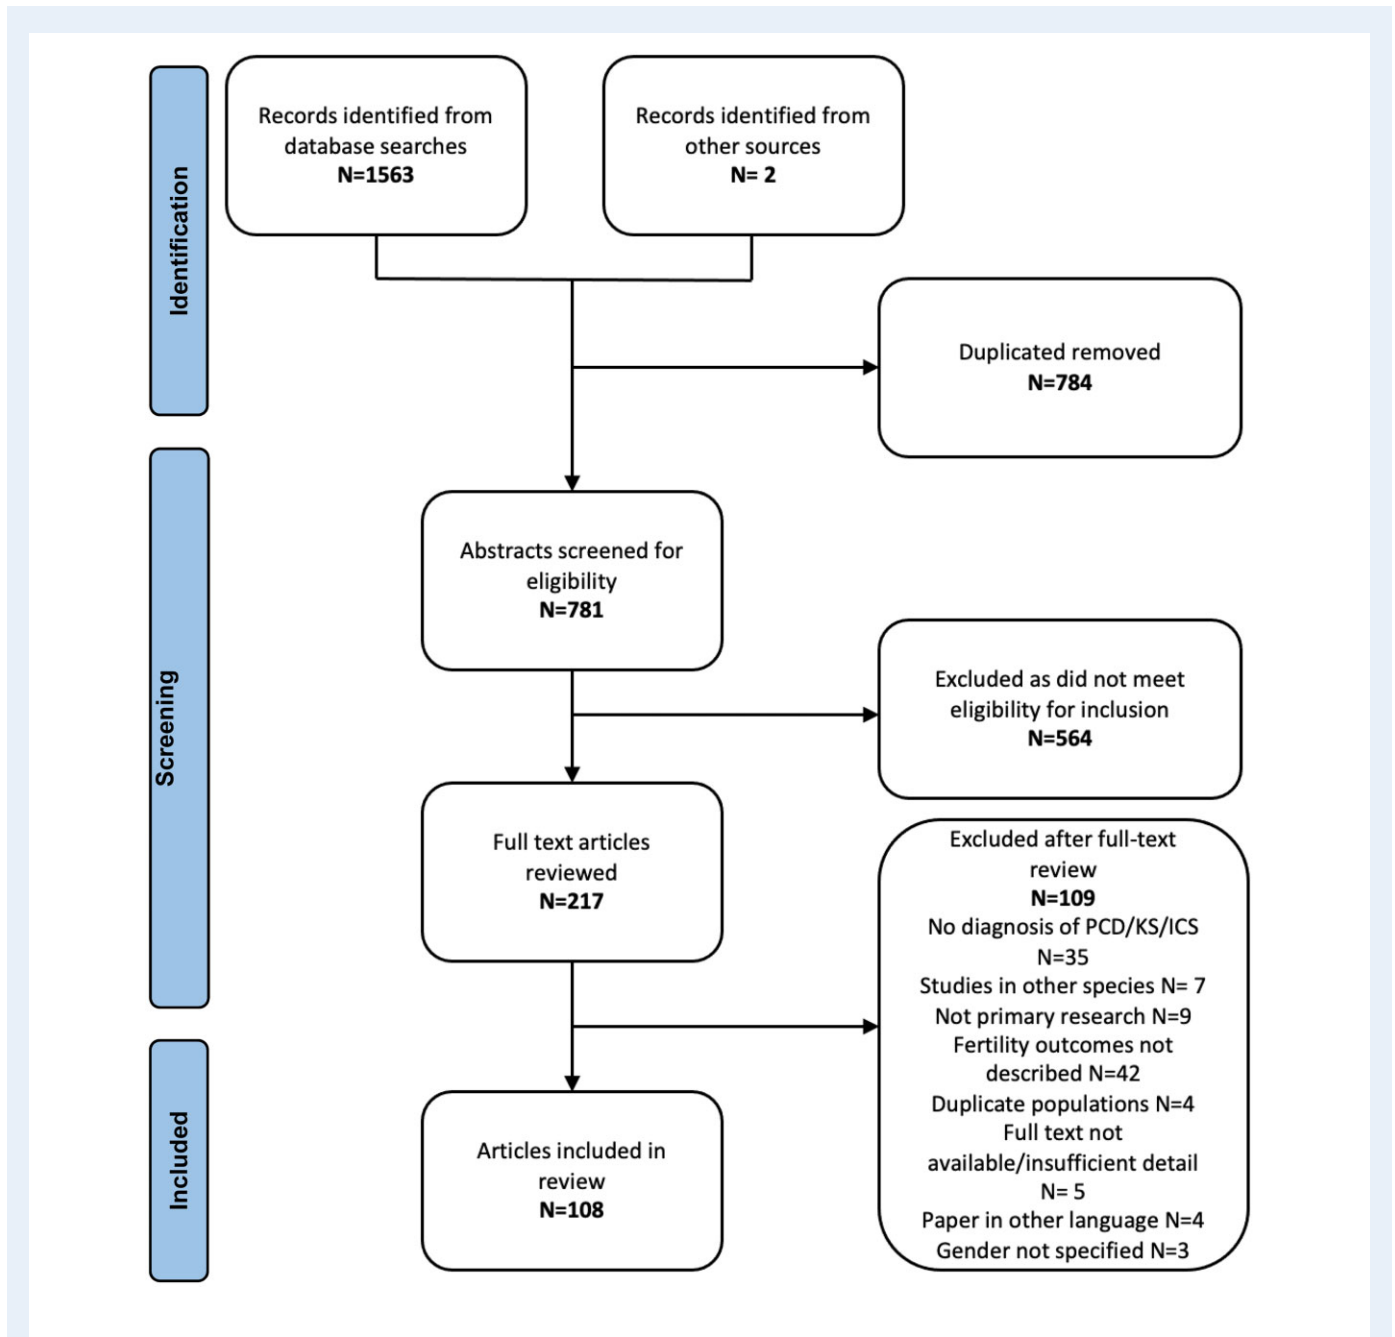 Identification
Records identified from
database searches
N=1563
Records identified from
other sources
N= 2
Duplicated removed
N=784
Screening
Abstracts screened for
eligibility
N=781
Excluded as did not meet
eligibility for inclusion
N=564
Full text articles
reviewed
N=217
Excluded after full-text
review
N=109
No diagnosis of PCD/KS/ICS
N=35
Studies in other species N= 7
Not primary research N=9
Fertility outcomes not
described N=42
Duplicate populations N=4
Full text not
available/insufficient detail
N= 5
Paper in other language N=4
Gender not specified N=3
Included
Articles included in
review
N=108